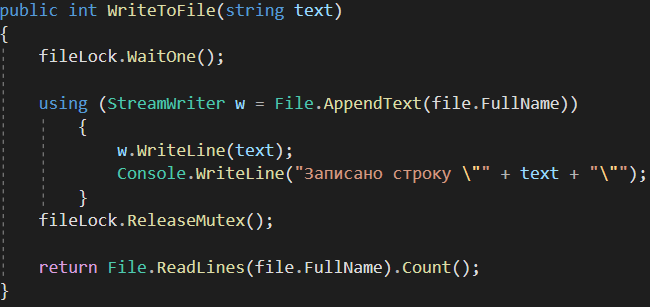 public int WriteToFile(string text)
{
fileLock.WaitOne();
using (StreamWriter w = File.AppendText(file.FullName))
{
w.WriteLine(text);
Console.WriteLine("Записано строку \"" + text + "\"");
}
fileLock.ReleaseMutex();
return File.ReadLines(file.FullName).Count();
}